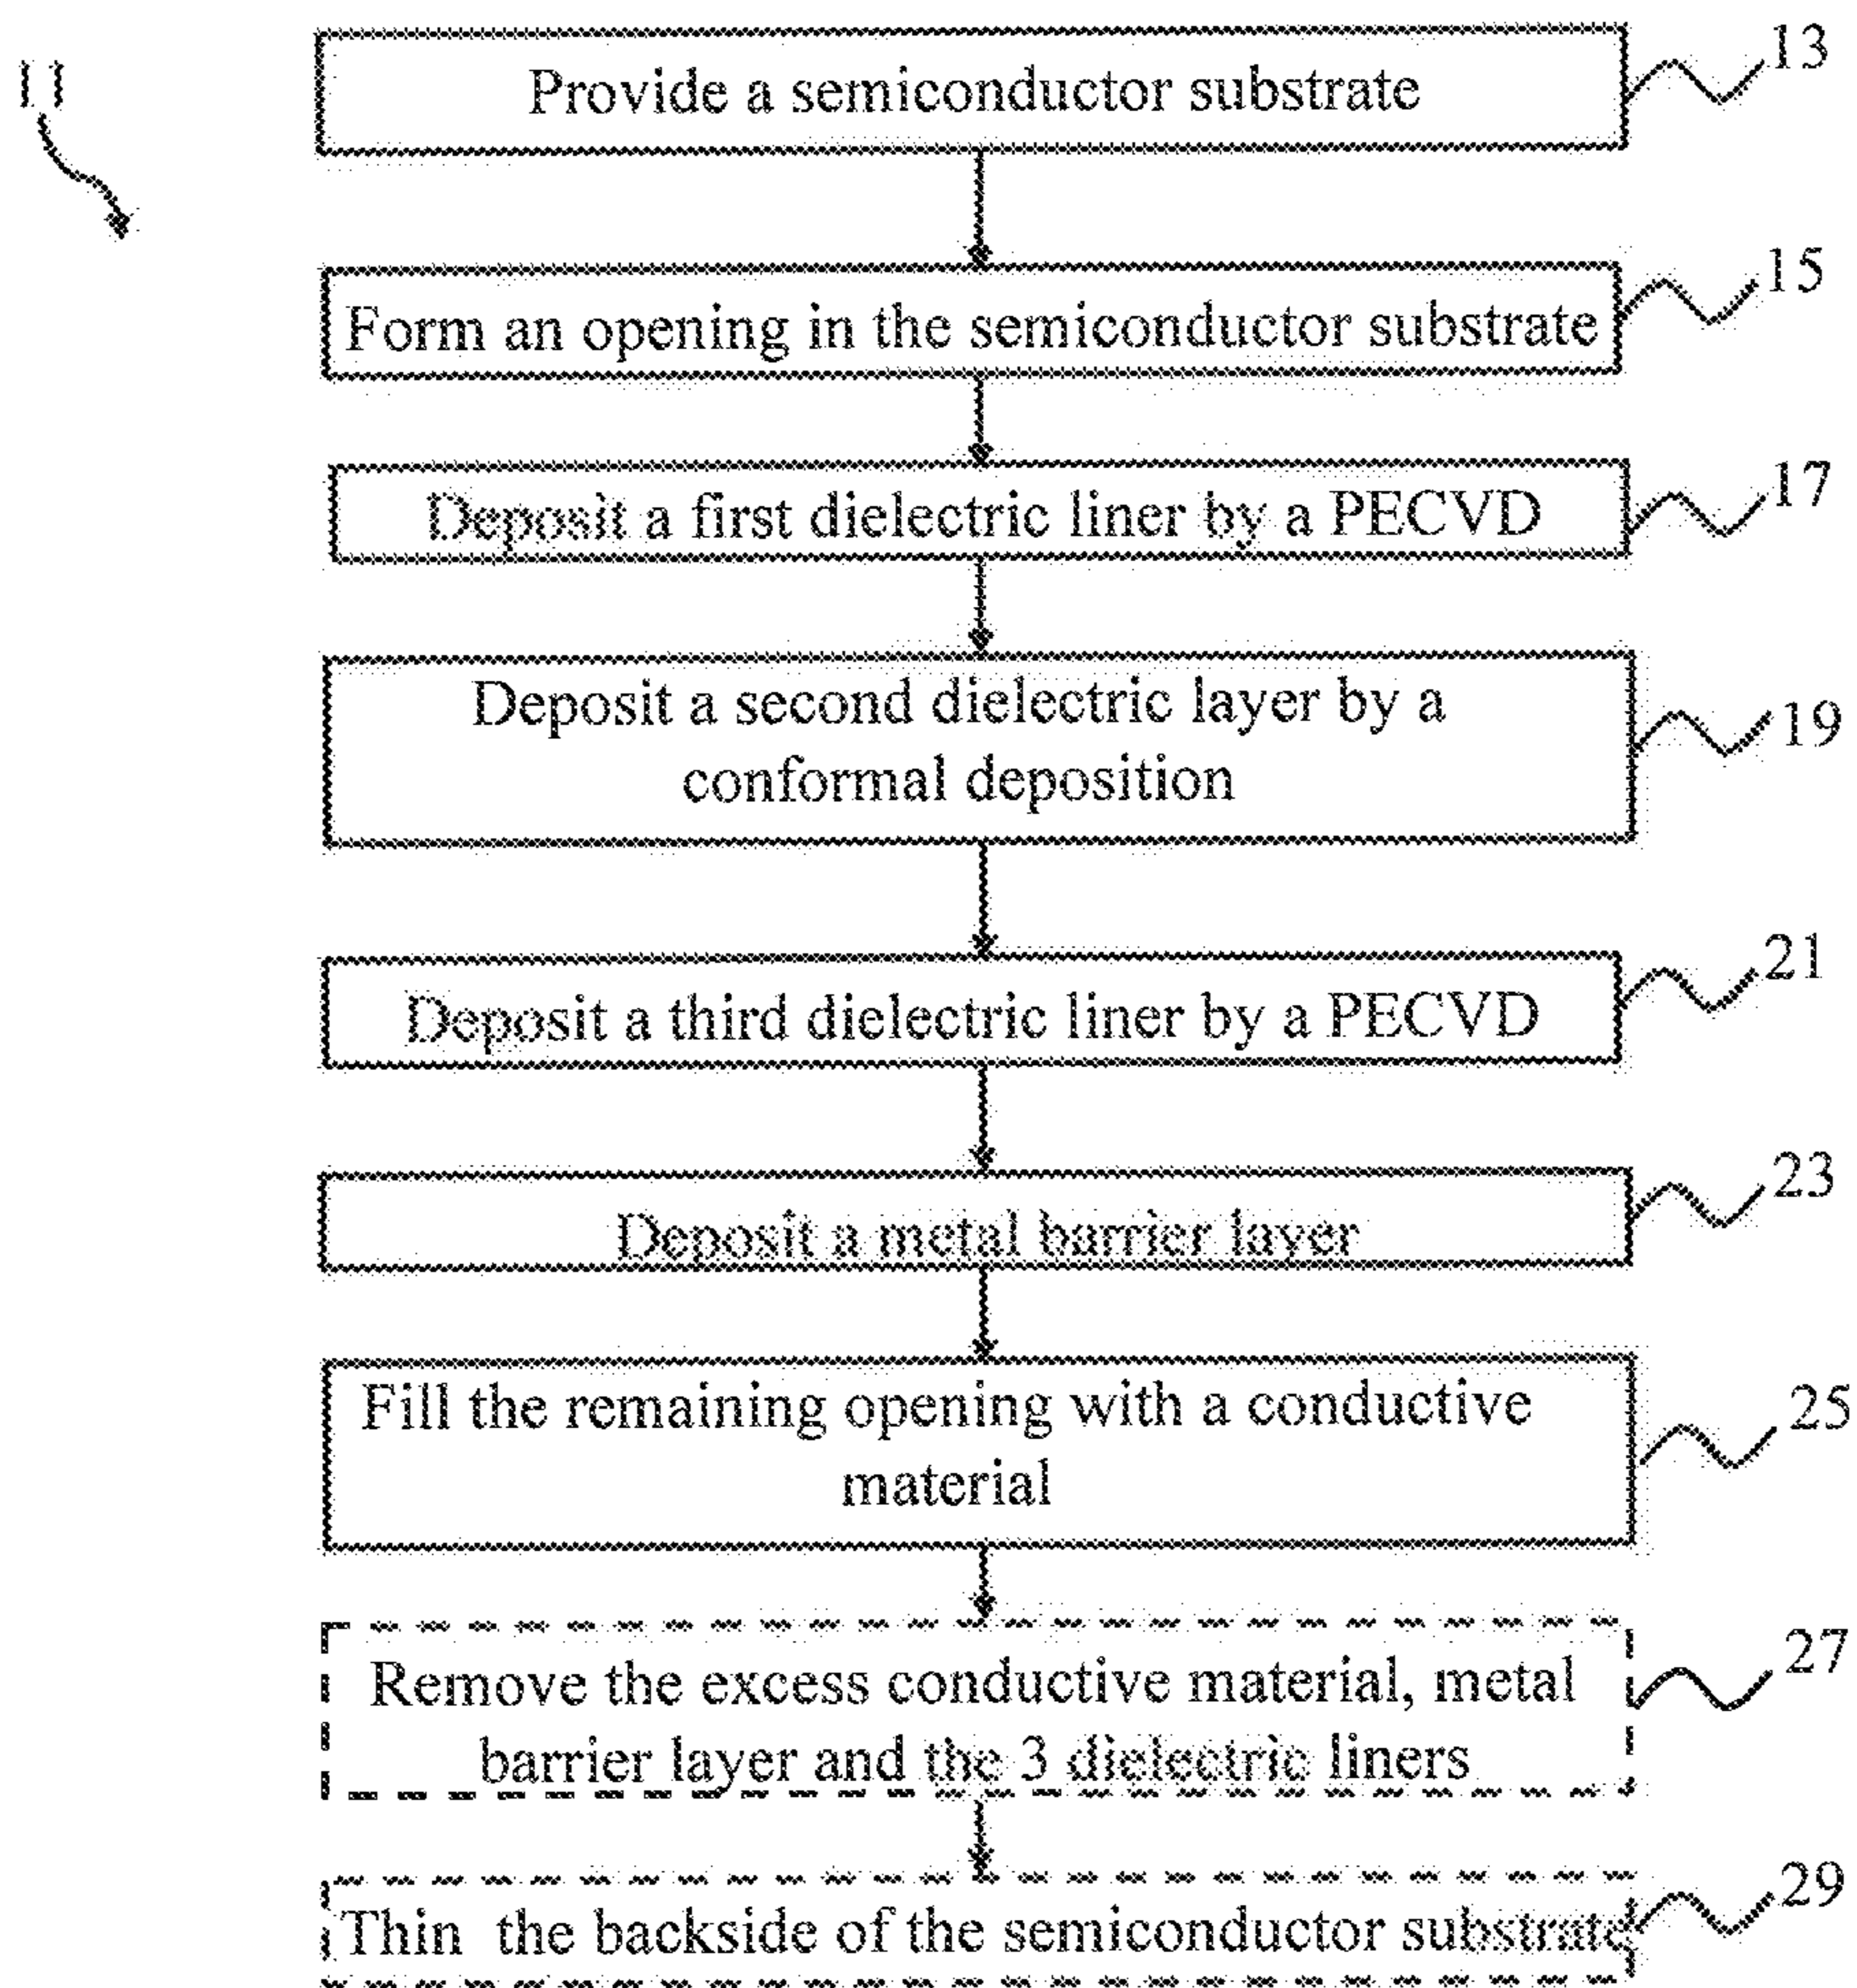 11
Provide a semiconductor substrate
13
Form an opening in the semiconductor substrate
15
Deposit a first dielectric liner by a PECVD
17
Deposit a second dielectric layer by a
conformal deposition
19
Deposit a third dielectric liner by a PECVD
21
Deposit a metal barrier layer
23
Fill the remaining opening with a conductive
material
25
Remove the excess conductive material, metal
barrier layer and the 3 dielectric liners
27
Thin the backside of the semiconductor substrate
29